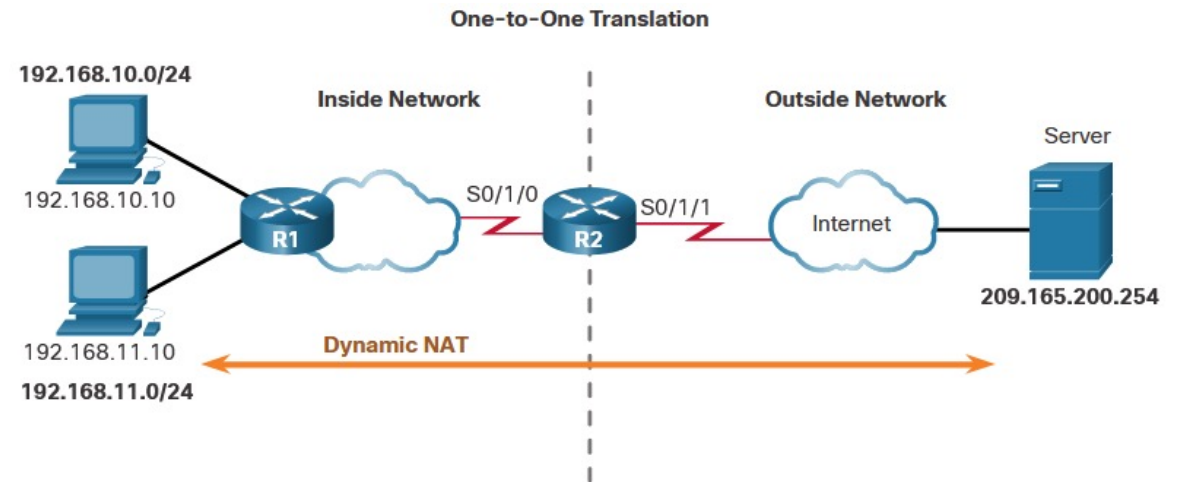 One-to-One Translation
192.168.10.0/24
Inside Network
Outside Network
Server
192.168.10.10
S0/1/0
S0/1/1
R1
R2
Internet
209.165.200.254
192.168.11.10
Dynamic NAT
192.168.11.0/24